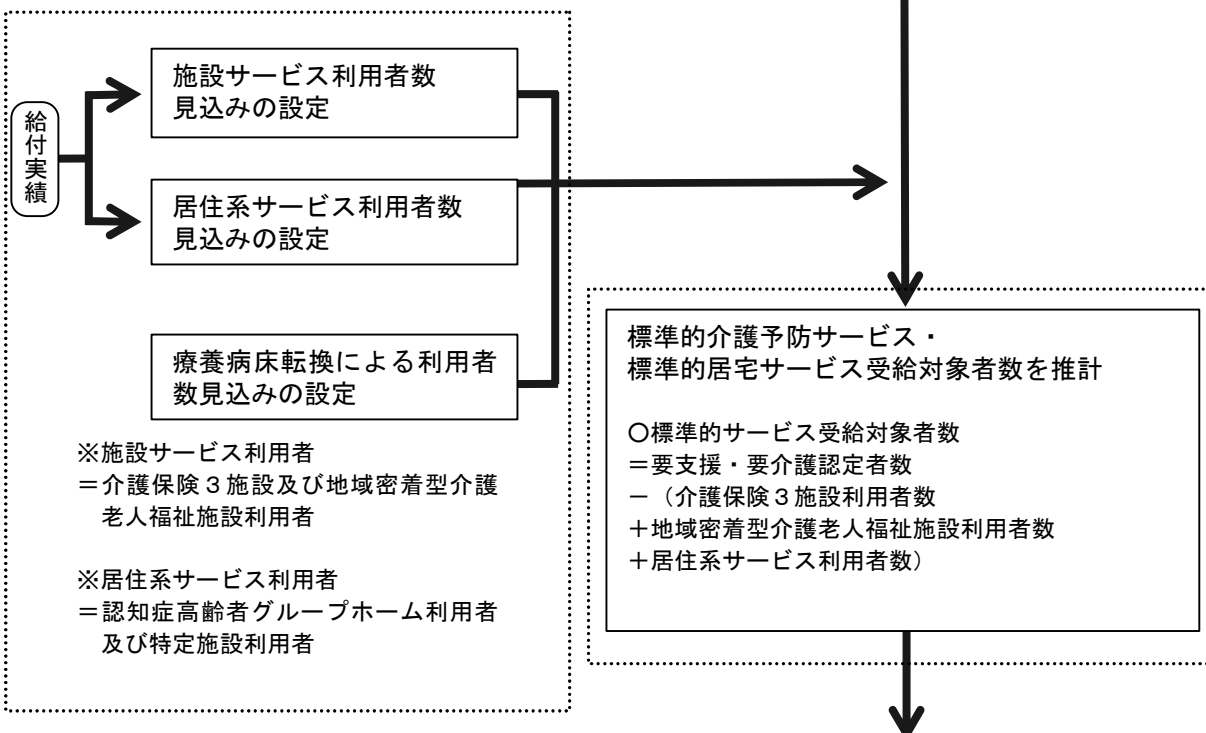 給付実績
施設サービス利用者数
見込みの設定
居住系サービス利用者数
見込みの設定
療養病床転換による利用者
数見込みの設定
※施設サービス利用者
＝介護保険３施設及び地域密着型介護
老人福祉施設利用者
※居住系サービス利用者
＝認知症高齢者グループホーム利用者
及び特定施設利用者
標準的介護予防サービス・
標準的居宅サービス受給対象者数を推計
○標準的サービス受給対象者数
＝要支援・要介護認定者数
－（介護保険３施設利用者数
＋地域密着型介護老人福祉施設利用者数
＋居住系サービス利用者数）